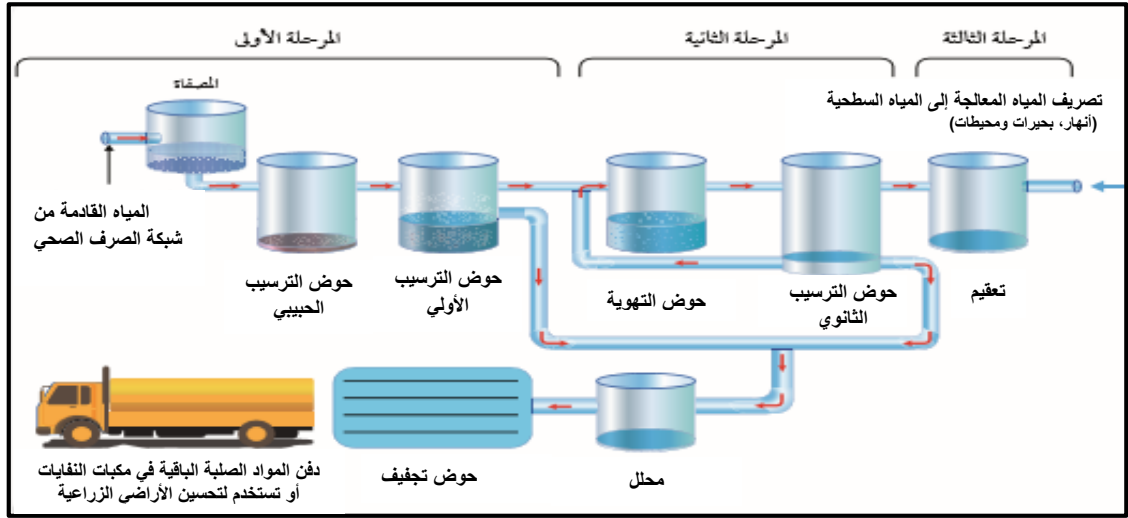 المرحلة الأولى
المرحلة الثانية
المرحلة الثالثة
المصفاة
تصريف المياه المعالجة إلى المياه السطحية
(أنهار، بحيرات ومحيطات)
المياه القادمة من
شبكة الصرف الصحي
حوض الترسيب
الحبيبي
حوض الترسيب
الأولي
حوض التهوية
حوض الترسيب
الثانوي
تعقيم
دفن المواد الصلبة الباقية في مكبات النفايات
أو تستخدم لتحسين الأراضي الزراعية
حوض تجفيف
محلل